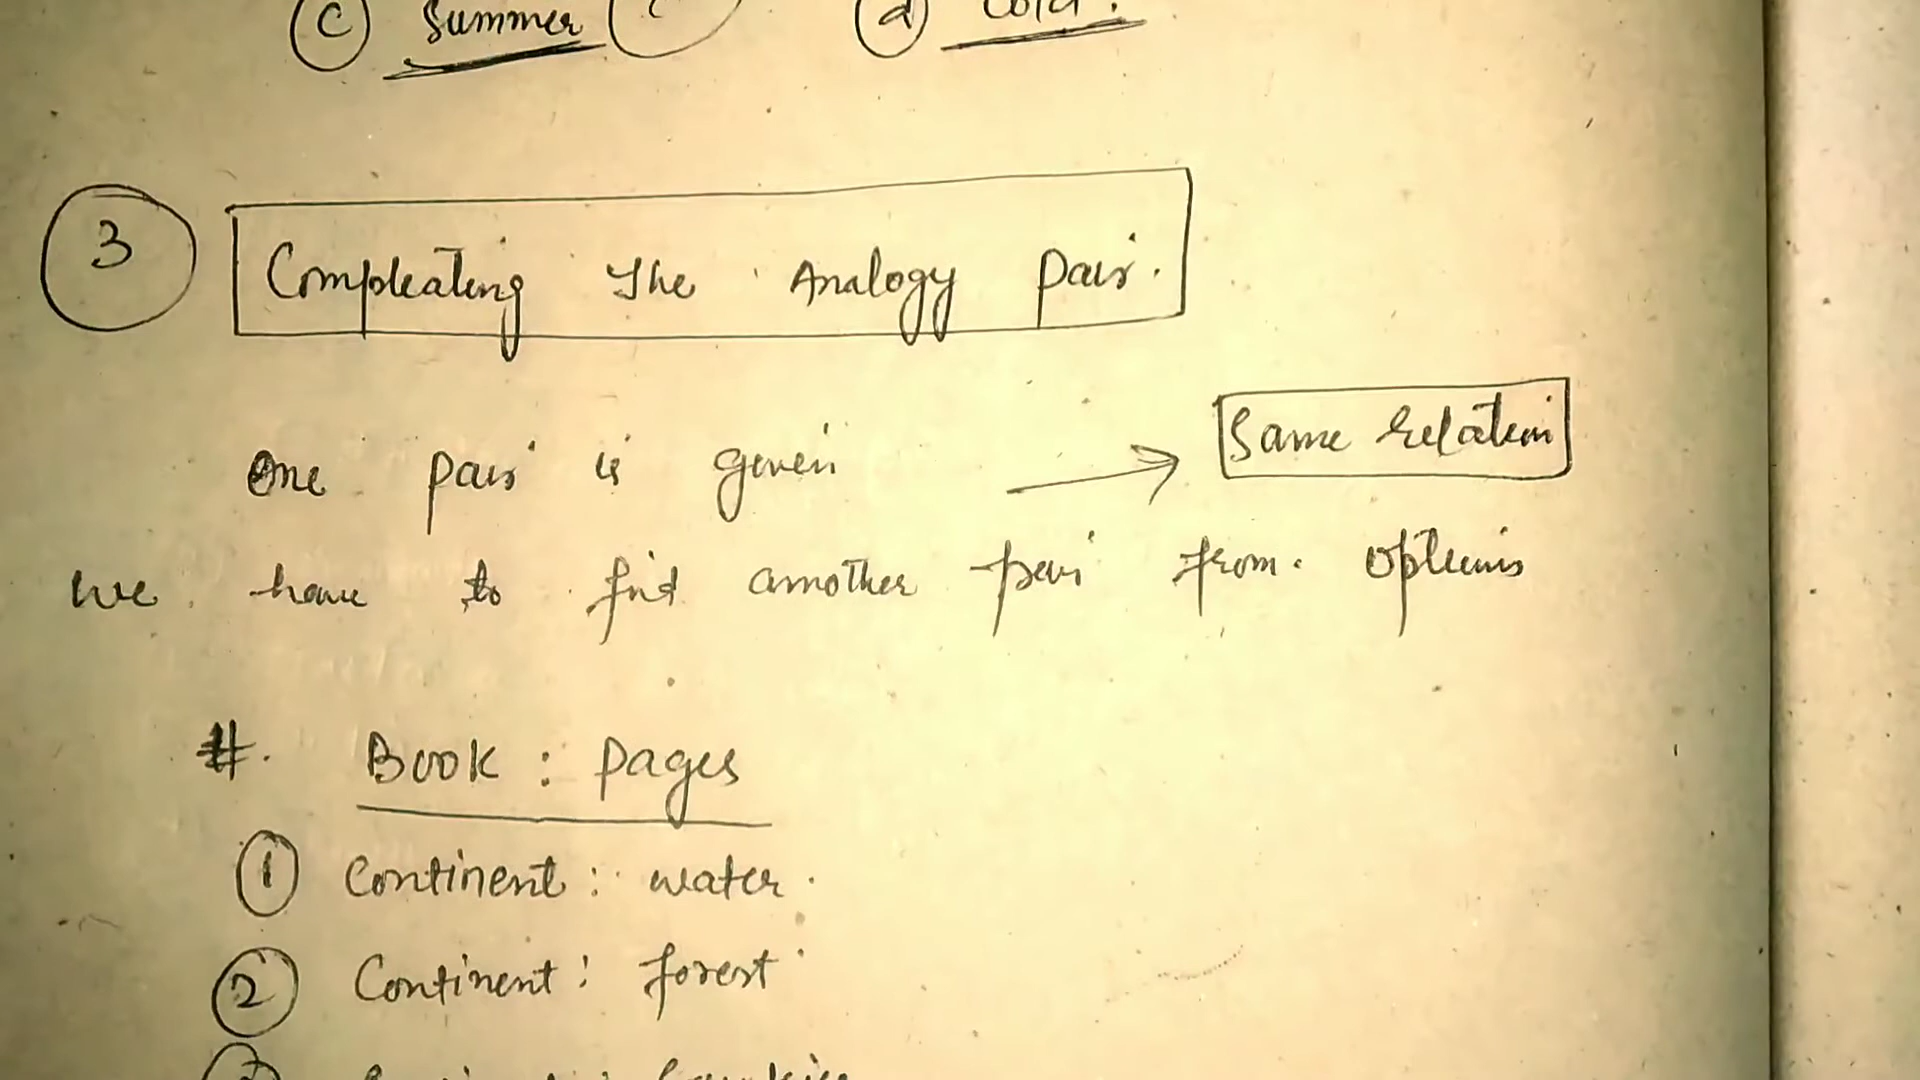 (c) Summer (d) Cold.
3 Compleating The Analogy Pair.
One pair is given → Same relation
we have to find another pair from. options
#. Book : Pages
1 Continent : water.
2 Continent : forest